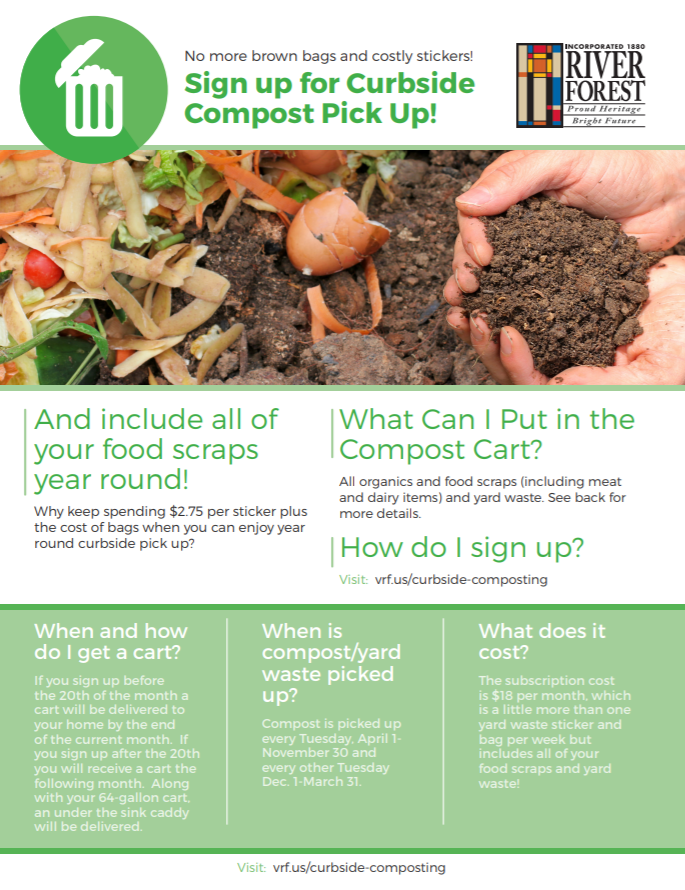 No more brown bags and costly stickers!
Sign up for Curbside
Compost Pick Up!
INCORPORATED 1880
RIVER
FOREST
Proud Heritage
Bright Future
And include all of
your food scraps
year round!
Why keep spending $2.75 per sticker plus
the cost of bags when you can enjoy year
round curbside pick up?
What Can I Put in the
Compost Cart?
All organics and food scraps (including meat
and dairy items) and yard waste. See back for
more details.
How do I sign up?
Visit: vrf.us/curbside-composting
When and how
do I get a cart?
If you sign up before
the 20th of the month a
cart will be delivered to
your home by the end
of the current month. If
you sign up after the 20th
you will receive a cart the
following month. Along
with your 64-gallon cart,
an under the sink caddy
will be delivered.
When is
compost/yard
waste picked
up?
Compost is picked up
every Tuesday, April 1-
November 30 and
every other Tuesday
Dec. 1-March 31.
What does it
cost?
The subscription cost
is $18 per month, which
is a little more than one
yard waste sticker and
bag per week but
includes all of your
food scraps and yard
waste!
Visit: vrf.us/curbside-composting